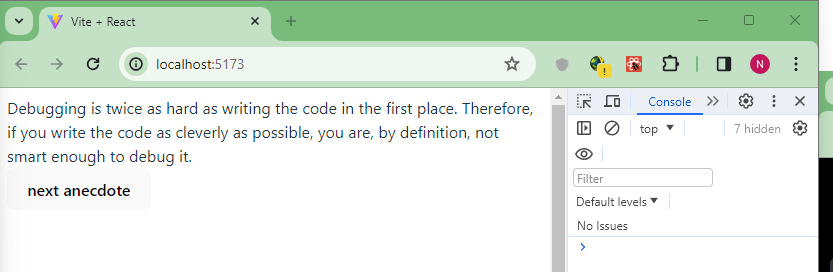 Vite + React
localhost:5173
N
Debugging is twice as hard as writing the code in the first place. Therefore,
if you write the code as cleverly as possible, you are, by definition, not
smart enough to debug it.
next anecdote
Console
top
7 hidden
Filter
Default levels
No Issues